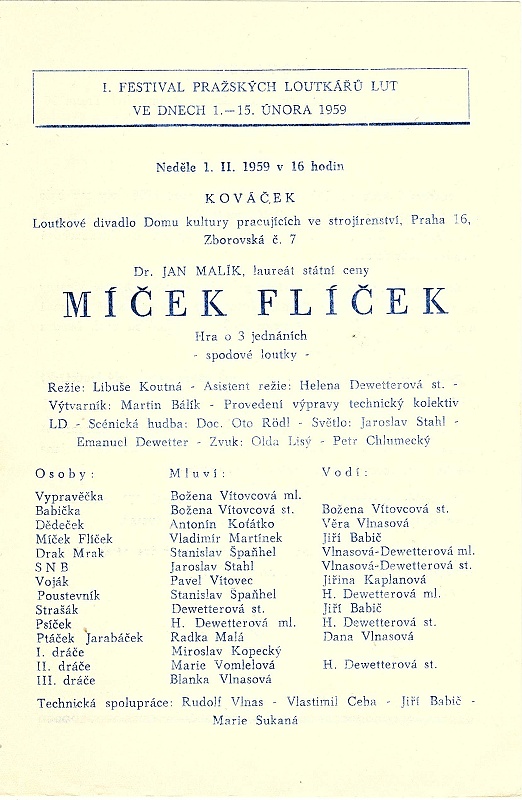 I. FESTIVAL PRAŽSKÝCH LOUTKÁŘŮ LUT
VE DNECH 1.—15. ÚNORA 1959
Neděle 1. II. 1959 v 16 hodin
KOVÁČEK
Loutkové divadlo Domu kultury pracujících ve strojírenství, Praha 16,
Zborovská č. 7
Dr. JAN MALÍK, laureát státní ceny
MÍČEK FLÍČEK
Hra o 3 jednáních
- spodové loutky -
Režie: Libuše Koutná - Asistent režie: Helena Dewetterová st. -
Výtvarník: Martin Bálík - Provedení výpravy technický kolektiv
LD - Scénická hudba: Doc. Oto Rödl - Světlo: Jaroslav Stahl -
Emanuel Dewetter - Zvuk: Olda Lisý - Petr Chlumecký
Osoby: Mluví: Vodí:
Vypravěčka Božena Vítovcová ml.
Babička Božena Vítovcová st. Božena Vítovcová st.
Dědeček Antonín Koťátko Věra Vlnasová
Míček Flíček Vladimír Martínek Jiří Babič
Drak Mrak Stanislav Špaňhel Vlnasová-Dewetterová ml.
SNB Jaroslav Stahl Vlnasová-Dewetterová st.
Voják Pavel Vítovec Jiřina Kaplanová
Poustevník Stanislav Špaňhel H. Dewetterová ml.
Strašák Dewetterová st. Jiří Babič
Psíček H. Dewetterová ml. H. Dewetterová st.
Ptáček Jarabáček Radka Malá Dana Vlnasová
I. dráče Miroslav Kopecký
II. dráče Marie Vomlelová H. Dewetterová st.
III. dráče Blanka Vlnasová
Technická spolupráce: Rudolf Vlnas - Vlastimil Ceba - Jiří Babič -
Marie Sukaná